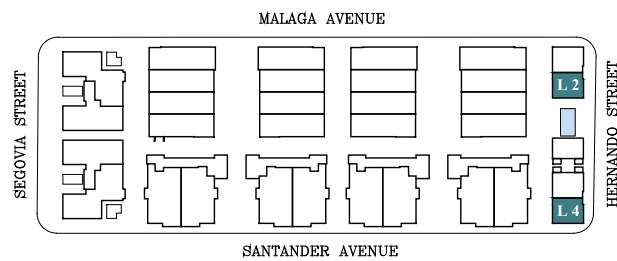 MALAGA AVENUE
SEGOVIA STREET
L 2
HERNANDO STREET
L 4
SANTANDER AVENUE